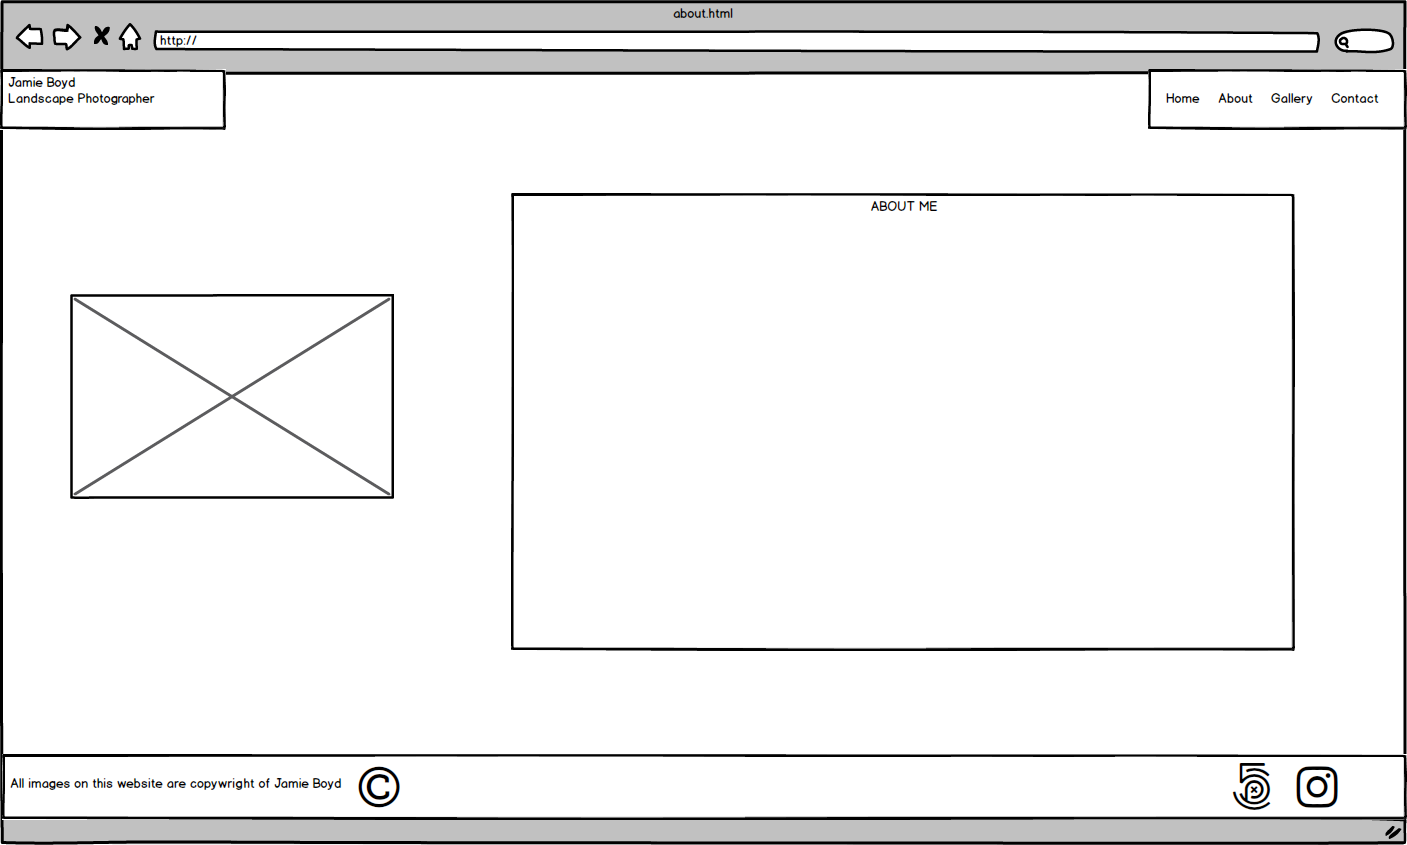 about.html
http://
Jamie Boyd
Landscape Photographer
Home About Gallery Contact
ABOUT ME
All images on this website are copywright of Jamie Boyd ©